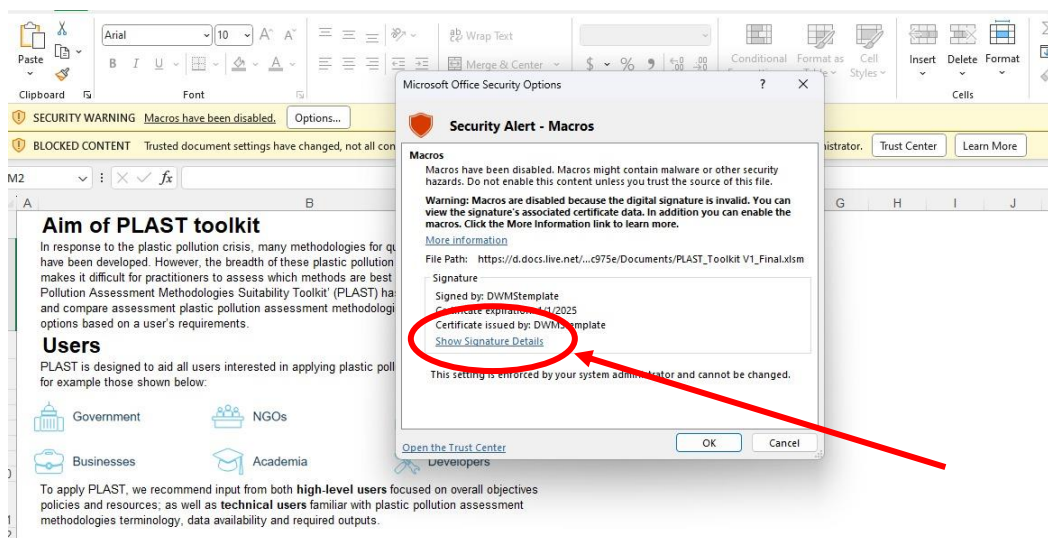 Arial
10
A^ A˅
ab Wrap Text
Paste
B I U
A
Merge & Center
$ % 9
Conditional Format as Cell
Styles
Insert Delete Format
Clipboard
Font
Cells
SECURITY WARNING Macros have been disabled. Options...
BLOCKED CONTENT Trusted document settings have changed, not all con
istrator. Trust Center Learn More
M2
fx
A B G H I J
Microsoft Office Security Options ? X
Security Alert - Macros
Macros
Macros have been disabled. Macros might contain malware or other security
hazards. Do not enable this content unless you trust the source of this file.
Warning: Macros are disabled because the digital signature is invalid. You can
view the signature's associated certificate data. In addition you can enable the
macros. Click the More Information link to learn more.
More information
File Path: https://d.docs.live.net/...c975e/Documents/PLAST_Toolkit V1_Final.xlsm
Signature
Signed by: DWMStemplate
Certificate expiration: 1/1/2025
Certificate issued by: DWMStemplate
Show Signature Details
This setting is enforced by your system administrator and cannot be changed.
Open the Trust Center
OK Cancel
Aim of PLAST toolkit
In response to the plastic pollution crisis, many methodologies for qu
have been developed. However, the breadth of these plastic pollution
makes it difficult for practitioners to assess which methods are best
Pollution Assessment Methodologies Suitability Toolkit' (PLAST) ha
and compare assessment plastic pollution assessment methodologi
options based on a user's requirements.
Users
PLAST is designed to aid all users interested in applying plastic poll
for example those shown below:
Government NGOs
Businesses Academia Developers
To apply PLAST, we recommend input from both high-level users focused on overall objectives
policies and resources; as well as technical users familiar with plastic pollution assessment
methodologies terminology, data availability and required outputs.